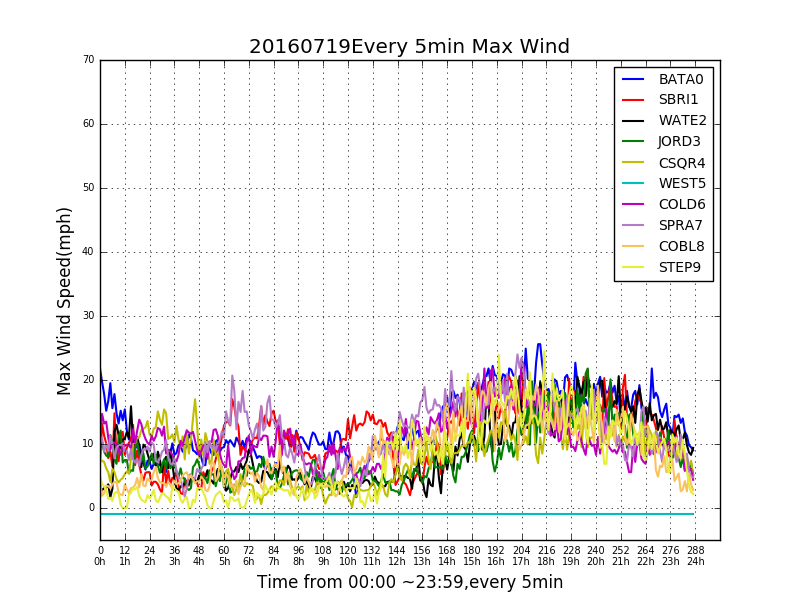 20160719Every 5min Max Wind
70
60
50
40
30
20
10
0
Max Wind Speed(mph)
BATA0
SBRI1
WATE2
JORD3
CSQR4
WEST5
COLD6
SPRA7
COBL8
STEP9
0 12 24 36 48 60 72 84 96 108 120 132 144 156 168 180 192 204 216 228 240 252 264 276 288
0h 1h 2h 3h 4h 5h 6h 7h 8h 9h 10h 11h 12h 13h 14h 15h 16h 17h 18h 19h 20h 21h 22h 23h 24h
Time from 00:00 ~23:59,every 5min